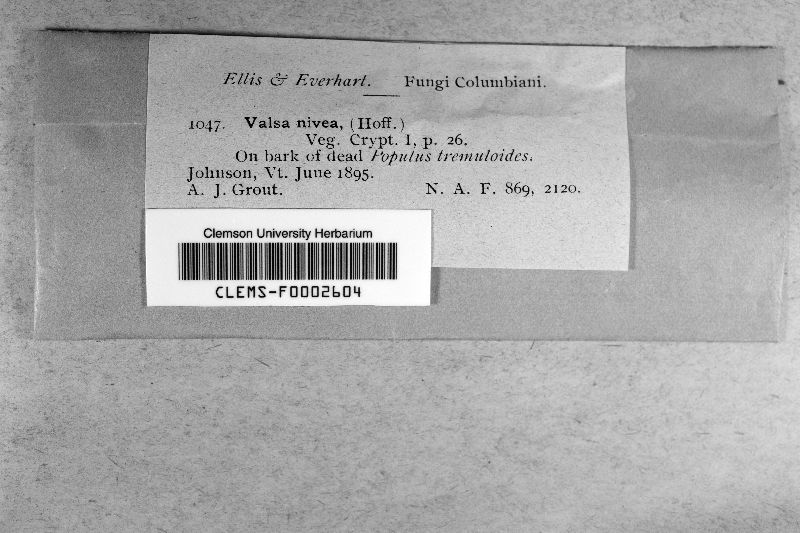 Ellis & Everhart. Fungi Columbiani.
1047. Valsa nivea, (Hoff.)
Veg. Crypt. 1, p. 26.
On bark of dead Populus tremuloides.
Johnson, Vt. June 1895.
A. J. Grout. N. A. F. 869, 2120.
Clemson University Herbarium
CLEMS-F0002604